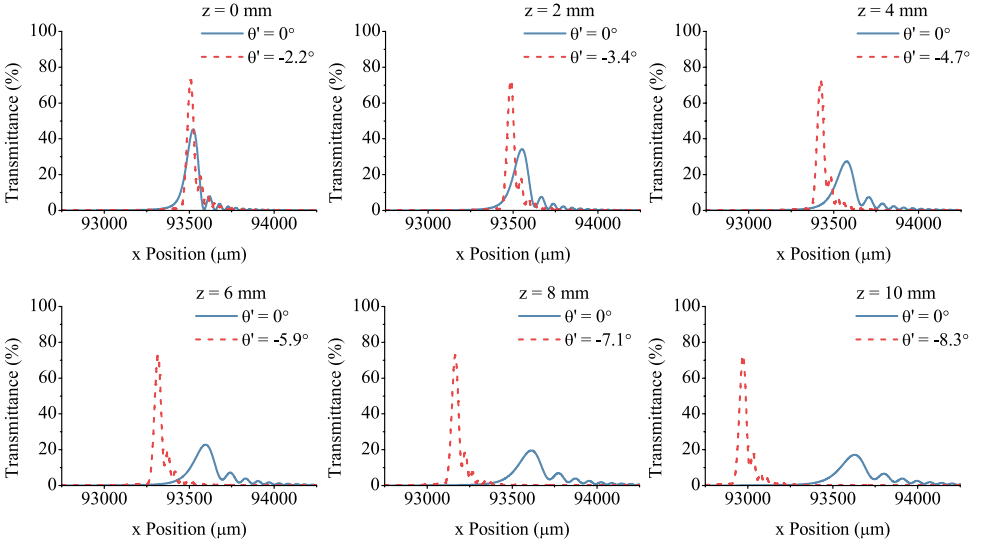 z = 0 mm
θ' = 0°
θ' = -2.2°
Transmittance (%)
100
80
60
40
20
0
93000
93500
94000
x Position (μm)
z = 2 mm
θ' = 0°
θ' = -3.4°
Transmittance (%)
100
80
60
40
20
0
93000
93500
94000
x Position (μm)
z = 4 mm
θ' = 0°
θ' = -4.7°
Transmittance (%)
100
80
60
40
20
0
93000
93500
94000
x Position (μm)
z = 6 mm
θ' = 0°
θ' = -5.9°
Transmittance (%)
100
80
60
40
20
0
93000
93500
94000
x Position (μm)
z = 8 mm
θ' = 0°
θ' = -7.1°
Transmittance (%)
100
80
60
40
20
0
93000
93500
94000
x Position (μm)
z = 10 mm
θ' = 0°
θ' = -8.3°
Transmittance (%)
100
80
60
40
20
0
93000
93500
94000
x Position (μm)